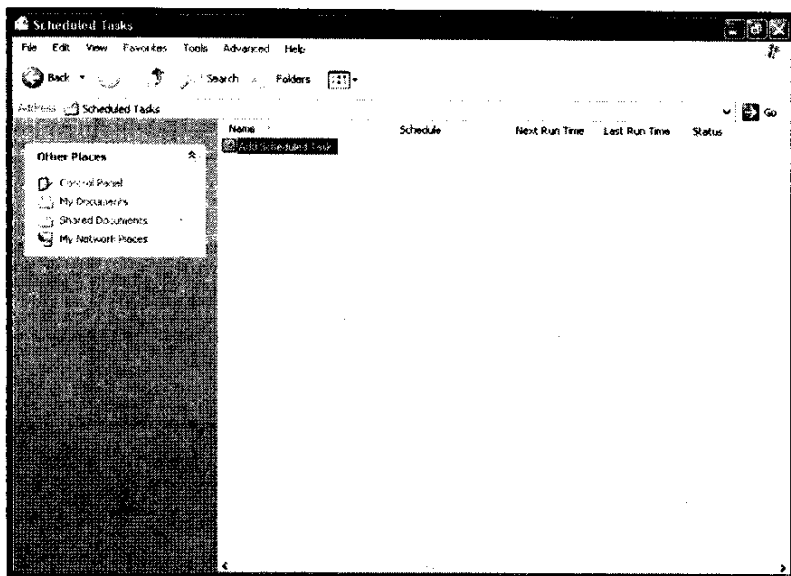 Scheduled Tasks
File Edit View Favorites Tools Advanced Help
Back Search Folders
Address Scheduled Tasks Go
Name Schedule Next Run Time Last Run Time Status
Add Scheduled Task
Other Places
Control Panel
My Documents
Shared Documents
My Network Places